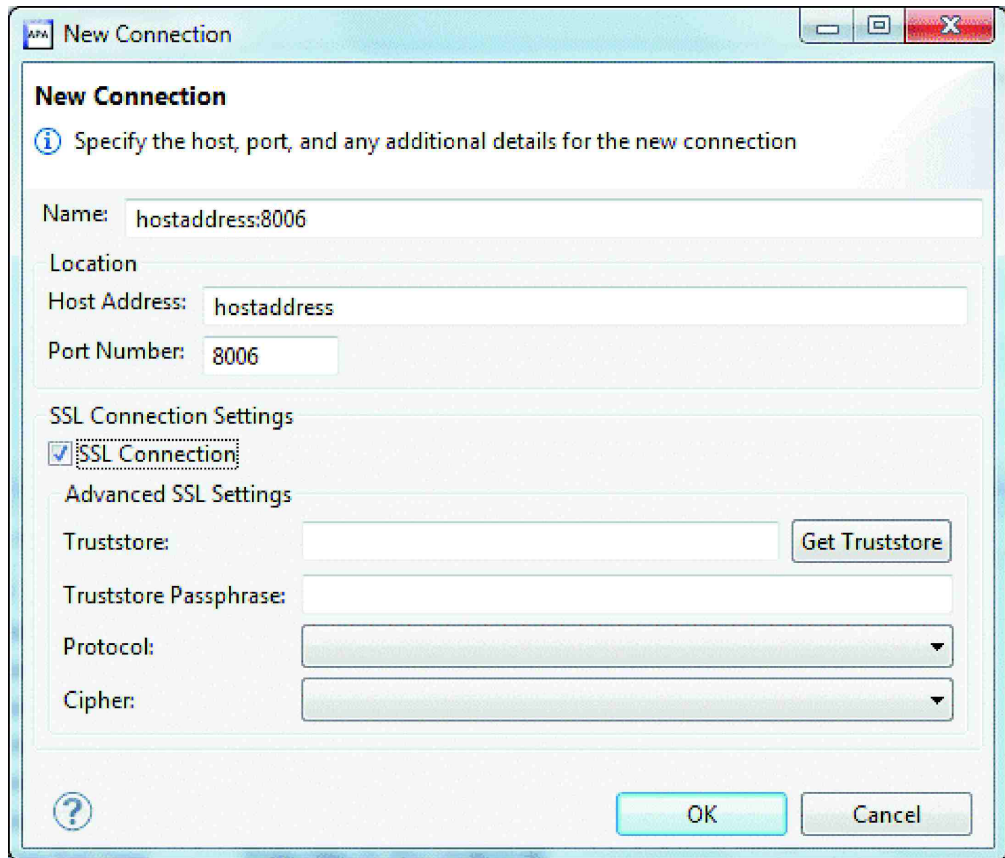 APA New Connection
New Connection
Specify the host, port, and any additional details for the new connection
Name: hostaddress:8006
Location
Host Address: hostaddress
Port Number: 8006
SSL Connection Settings
SSL Connection
Advanced SSL Settings
Truststore: Get Truststore
Truststore Passphrase:
Protocol:
Cipher:
? OK Cancel